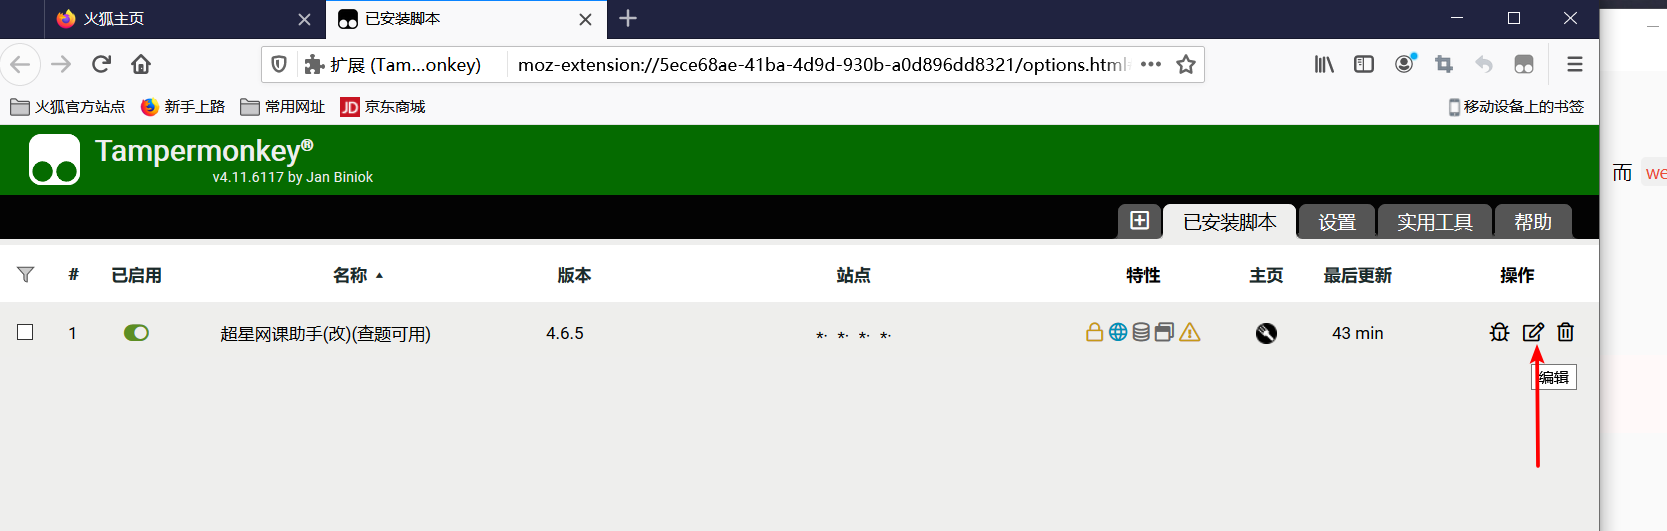 火狐主页
已安装脚本
扩展 (Tam...onkey)
moz-extension://5ece68ae-41ba-4d9d-930b-a0d896dd8321/options.html
火狐官方站点
新手上路
常用网址
JD 京东商城
移动设备上的书签
Tampermonkey®
v4.11.6117 by Jan Biniok
已安装脚本
设置
实用工具
帮助
而 we
# 已启用 名称 版本 站点 特性 主页 最后更新 操作
1 超星网课助手(改)(查题可用) 4.6.5 *· *· *· *· 43 min
编辑